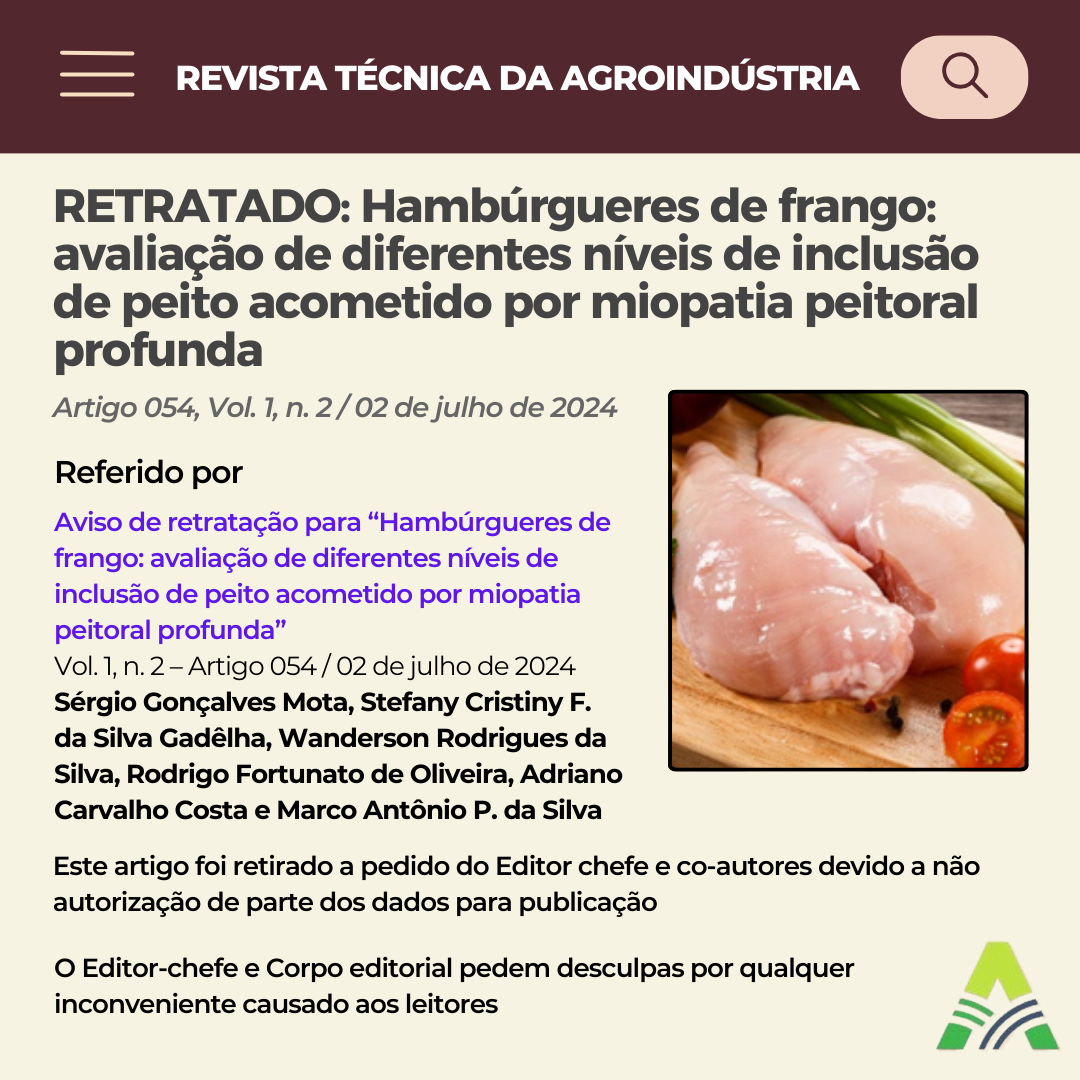 REVISTA TÉCNICA DA AGROINDÚSTRIA
RETRATADO: Hambúrgueres de frango:
avaliação de diferentes níveis de inclusão
de peito acometido por miopatia peitoral
profunda
Artigo 054, Vol. 1, n. 2 / 02 de julho de 2024
Referido por
Aviso de retratação para “Hambúrgueres de
frango: avaliação de diferentes níveis de
inclusão de peito acometido por miopatia
peitoral profunda”
Vol. 1, n. 2 – Artigo 054 / 02 de julho de 2024
Sérgio Gonçalves Mota, Stefany Cristiny F.
da Silva Gadêlha, Wanderson Rodrigues da
Silva, Rodrigo Fortunato de Oliveira, Adriano
Carvalho Costa e Marco Antônio P. da Silva
Este artigo foi retirado a pedido do Editor chefe e co-autores devido a não
autorização de parte dos dados para publicação
O Editor-chefe e Corpo editorial pedem desculpas por qualquer
inconveniente causado aos leitores